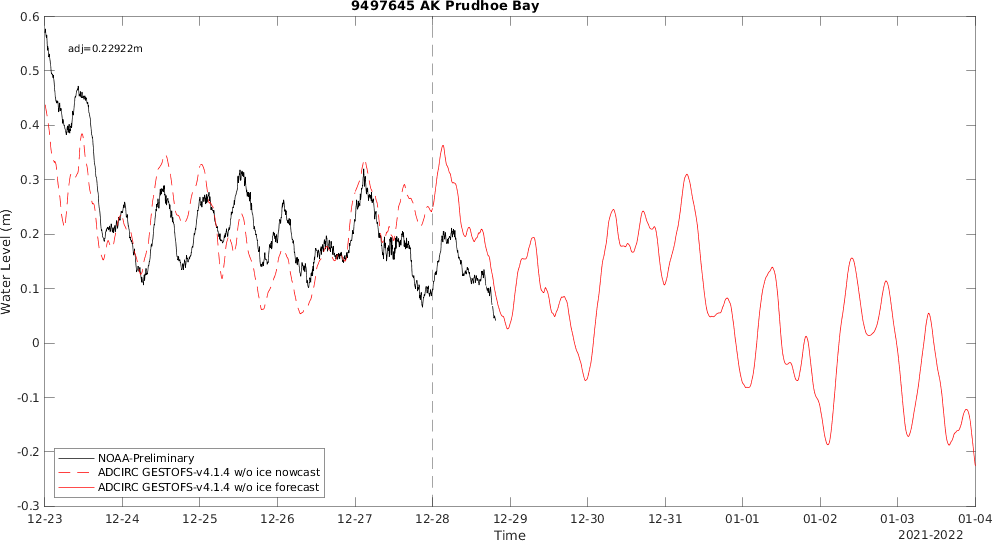 9497645 AK Prudhoe Bay
adj=0.22922m
Water Level (m)
0.6
0.5
0.4
0.3
0.2
0.1
0
-0.1
-0.2
-0.3
NOAA-Preliminary
ADCIRC GESTOFS-v4.1.4 w/o ice nowcast
ADCIRC GESTOFS-v4.1.4 w/o ice forecast
12-23 12-24 12-25 12-26 12-27 12-28 12-29 12-30 12-31 01-01 01-02 01-03 01-04
Time
2021-2022